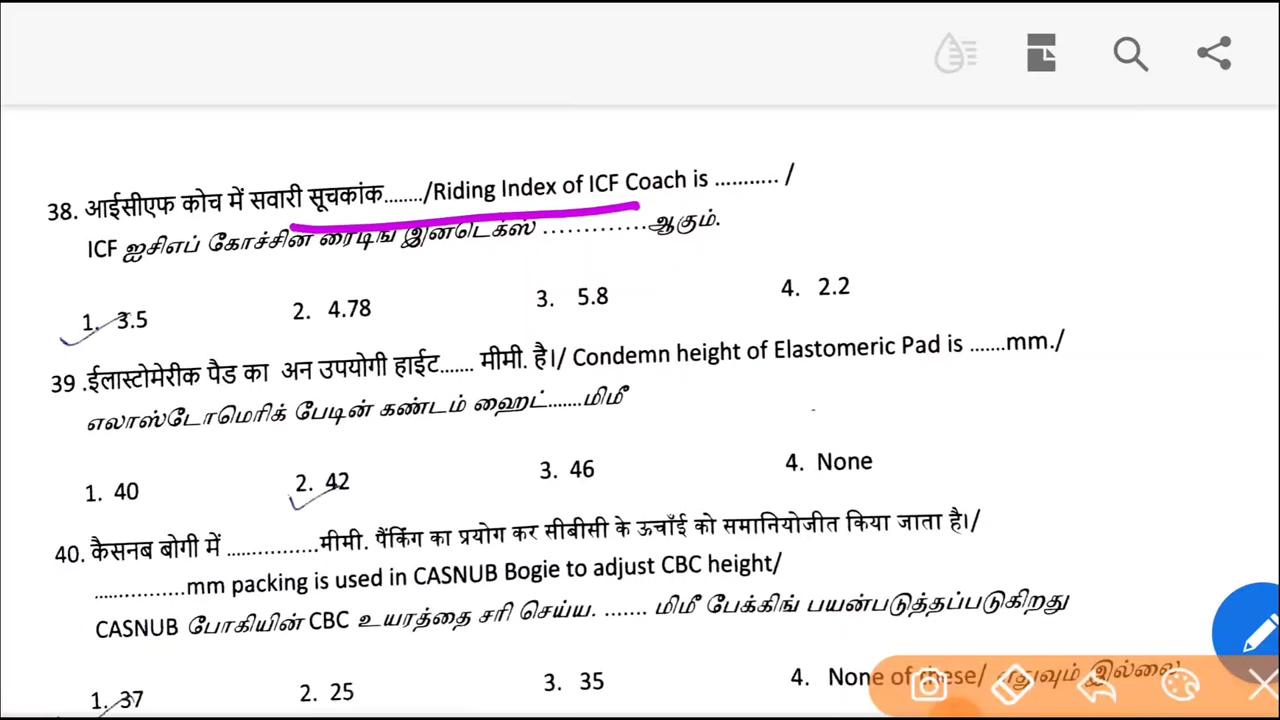 38. आईसीएफ कोच में सवारी सूचकांक......../Riding Index of ICF Coach is ........... /
ICF ஐசிஎப் கோச்சின் ரைடிங் இன்டெக்ஸ் .............ஆகும்.
1. 3.5 2. 4.78 3. 5.8 4. 2.2
39 .ईलास्टोमेरीक पैड का अन उपयोगी हाईट...... मीमी. है।/ Condemn height of Elastomeric Pad is .......mm./
எலாஸ்டோமெரிக் பேடின் கண்டம் ஹைட்.......மிமீ
1. 40 2. 42 3. 46 4. None
40. कैसनब बोगी में ................मीमी. पैंकिंग का प्रयोग कर सीबीसी के ऊचाँई को समानियोजीत किया जाता है।/
................mm packing is used in CASNUB Bogie to adjust CBC height/
CASNUB போகியின் CBC உயரத்தை சரி செய்ய. ....... மிமீ பேக்கிங் பயன்படுத்தப்படுகிறது
1. 37 2. 25 3. 35 4. None of these/ எதுவும் இல்லை